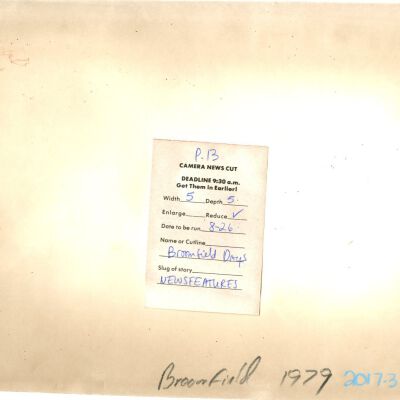 P.13
CAMERA NEWS CUT
DEADLINE 9:30 a.m.
Get Them in Earlier!
Width 5 Depth 5
Enlarge Reduce ✓
Date to be run 8-26
Name or Cutline
Broomfield Days
Slug of story
NEWSFEATURES
Broomfield 1979 2017.3